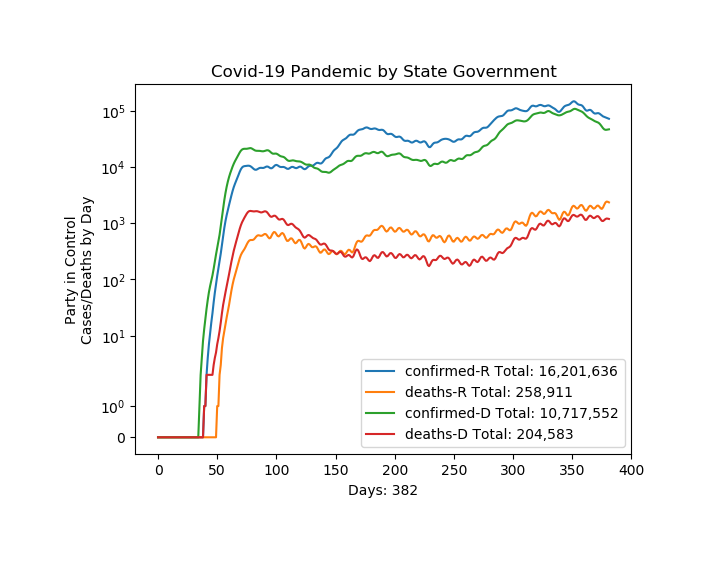 Covid-19 Pandemic by State Government
Party in Control
Cases/Deaths by Day
10^5
10^4
10^3
10^2
10^1
10^0
0
confirmed-R Total: 16,201,636
deaths-R Total: 258,911
confirmed-D Total: 10,717,552
deaths-D Total: 204,583
0 50 100 150 200 250 300 350 400
Days: 382